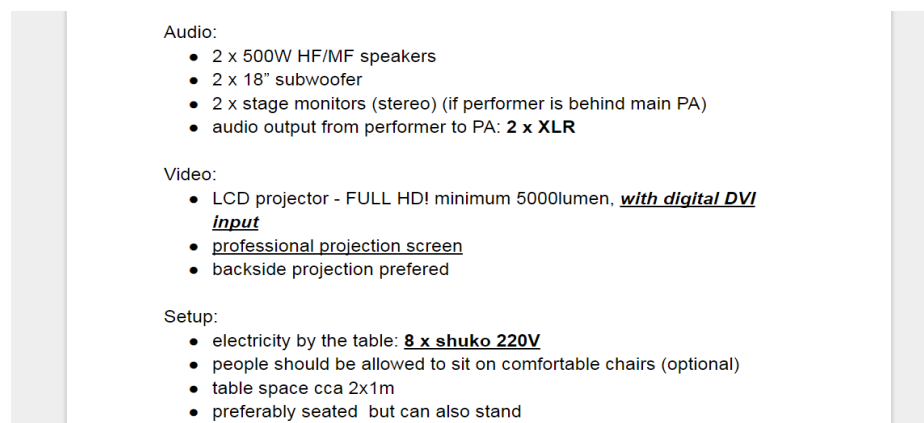 Audio:
● 2 x 500W HF/MF speakers
● 2 x 18” subwoofer
● 2 x stage monitors (stereo) (if performer is behind main PA)
● audio output from performer to PA: 2 x XLR
Video:
● LCD projector - FULL HD! minimum 5000lumen, with digital DVI
input
● professional projection screen
● backside projection prefered
Setup:
● electricity by the table: 8 x shuko 220V
● people should be allowed to sit on comfortable chairs (optional)
● table space cca 2x1m
● preferably seated  but can also stand